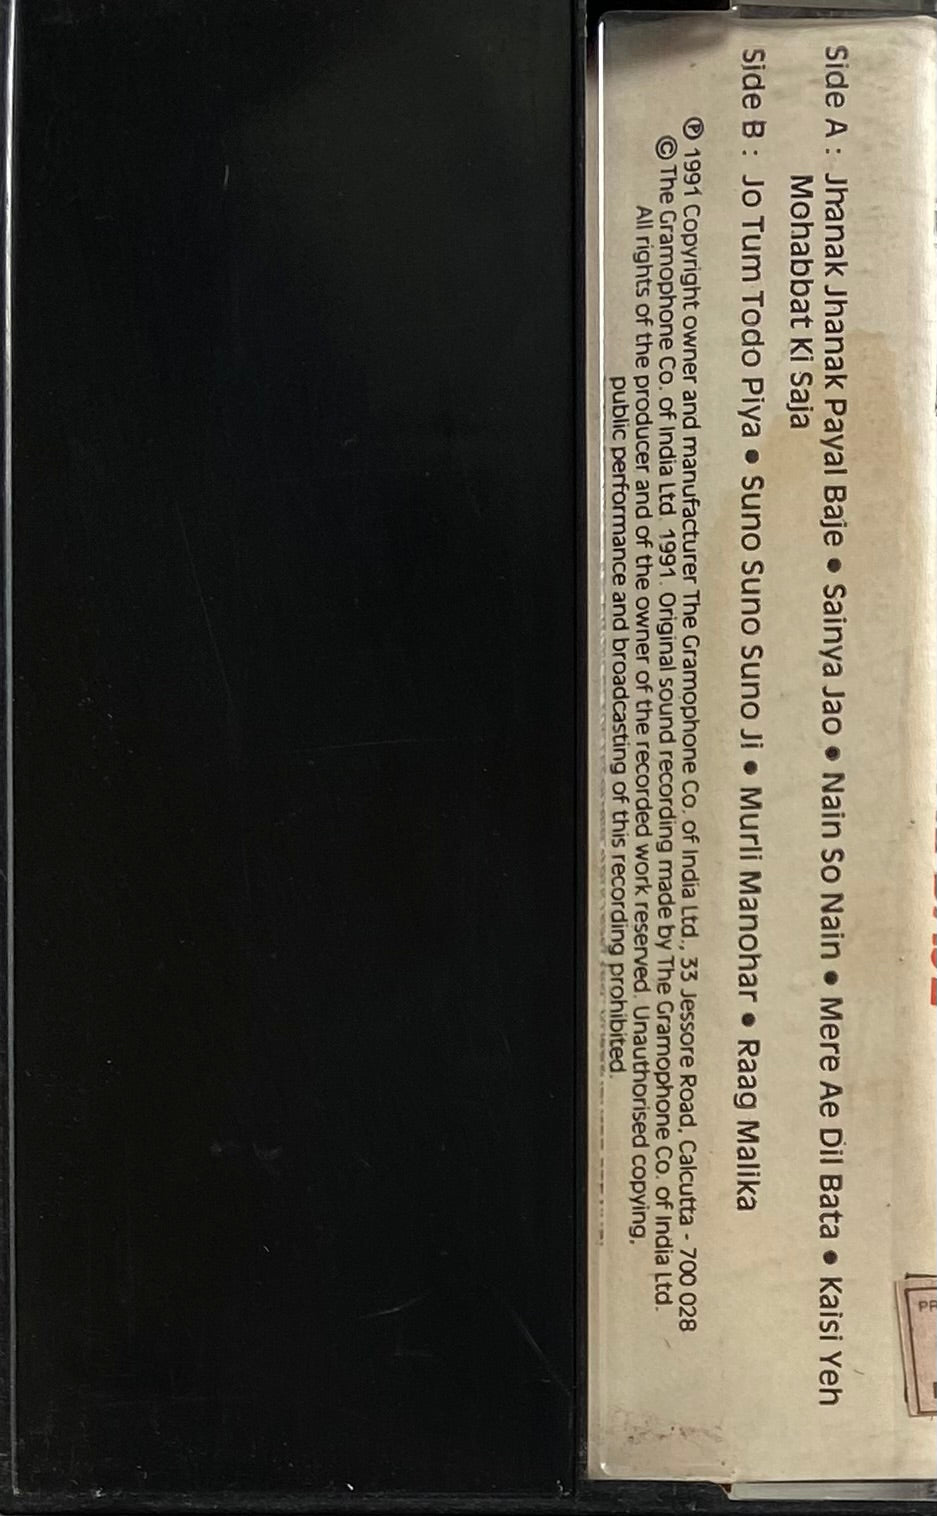 Side A : Jhanak Jhanak Payal Baje • Sainya Jao • Nain So Nain • Mere Ae Dil Bata • Kaisi Yeh
Mohabbat Ki Saja
Side B : Jo Tum Todo Piya • Suno Suno Suno Ji • Murli Manohar • Raag Malika
℗ 1991 Copyright owner and manufacturer The Gramophone Co. of India Ltd., 33 Jessore Road, Calcutta - 700 028
© The Gramophone Co. of India Ltd. 1991. Original sound recording made by The Gramophone Co. of India Ltd.
All rights of the producer and of the owner of the recorded work reserved. Unauthorised copying,
public performance and broadcasting of this recording prohibited.